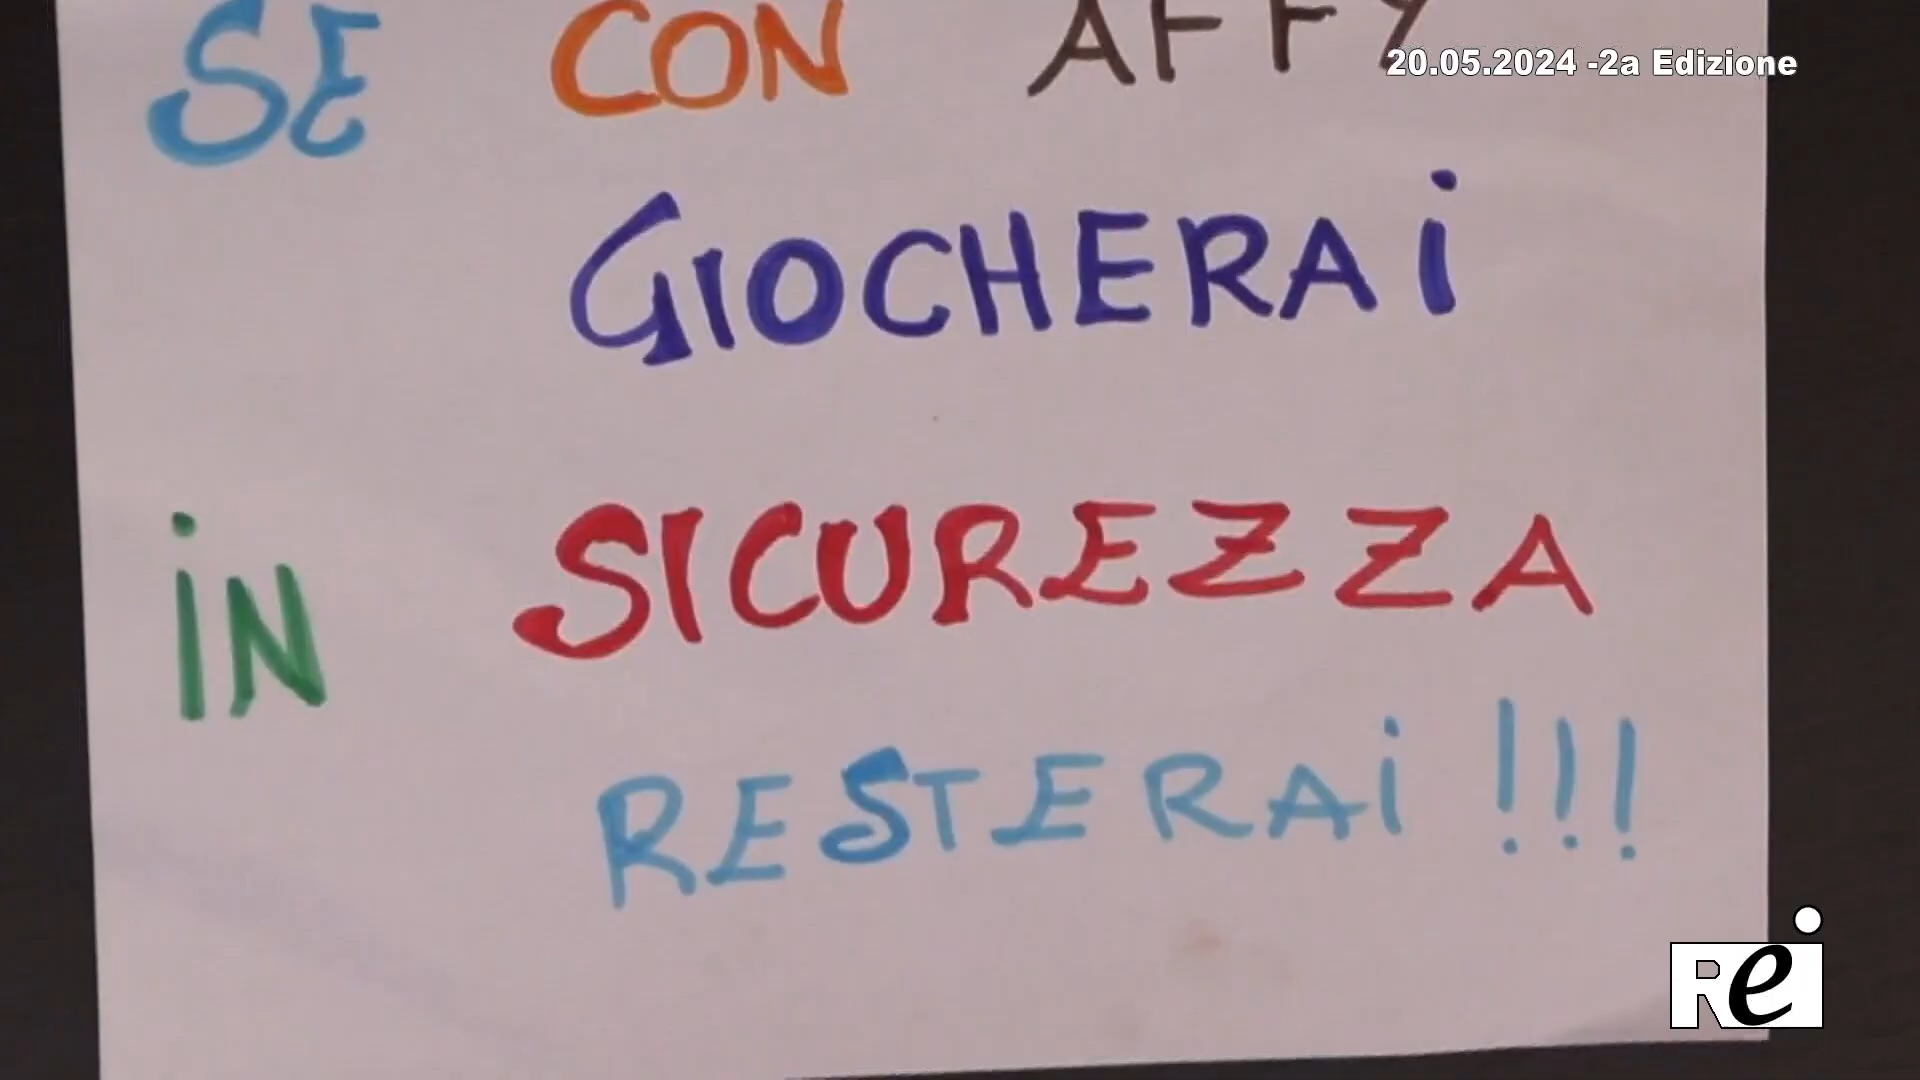 SE CON AFFY
20.05.2024 -2a Edizione
GIOCHERAi
iN SICUREZZA
RESTERAi !!!
Rei